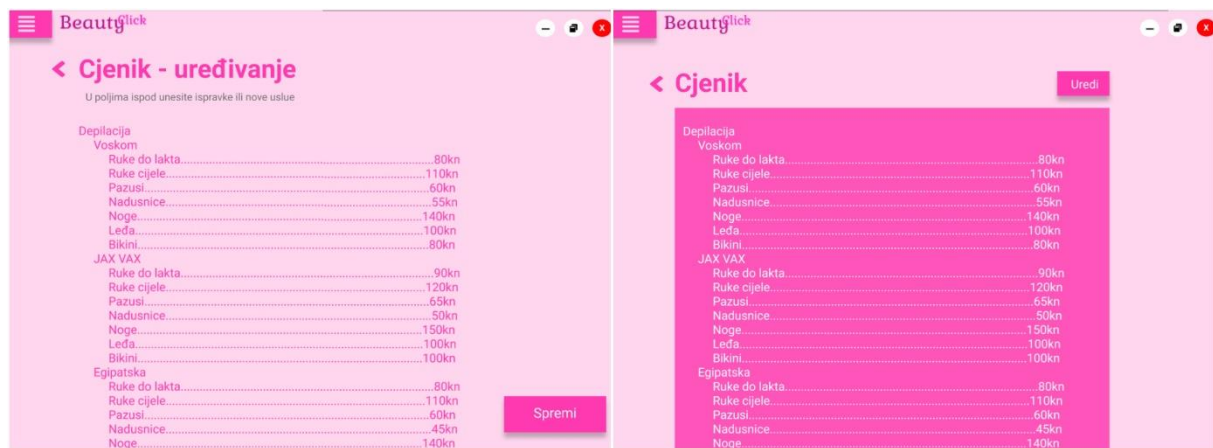 BeautyClick
Cjenik - uređivanje
U poljima ispod unesite ispravke ili nove uslue
Depilacija
Voskom
Ruke do lakta....................80kn
Ruke cijele....................110kn
Pazusi....................60kn
Nadusnice....................55kn
Noge....................140kn
Leđa....................100kn
Bikini....................80kn
JAX VAX
Ruke do lakta....................90kn
Ruke cijele....................120kn
Pazusi....................65kn
Nadusnice....................50kn
Noge....................150kn
Leđa....................100kn
Bikini....................100kn
Egipatska
Ruke do lakta....................80kn
Ruke cijele....................110kn
Pazusi....................60kn
Nadusnice....................45kn
Noge....................140kn
Spremi
BeautyClick
Cjenik
Uredi
Depilacija
Voskom
Ruke do lakta....................80kn
Ruke cijele....................110kn
Pazusi....................60kn
Nadusnice....................55kn
Noge....................140kn
Leđa....................100kn
Bikini....................80kn
JAX VAX
Ruke do lakta....................90kn
Ruke cijele....................120kn
Pazusi....................65kn
Nadusnice....................50kn
Noge....................150kn
Leđa....................100kn
Bikini....................100kn
Egipatska
Ruke do lakta....................80kn
Ruke cijele....................110kn
Pazusi....................60kn
Nadusnice....................45kn
Noge....................140kn